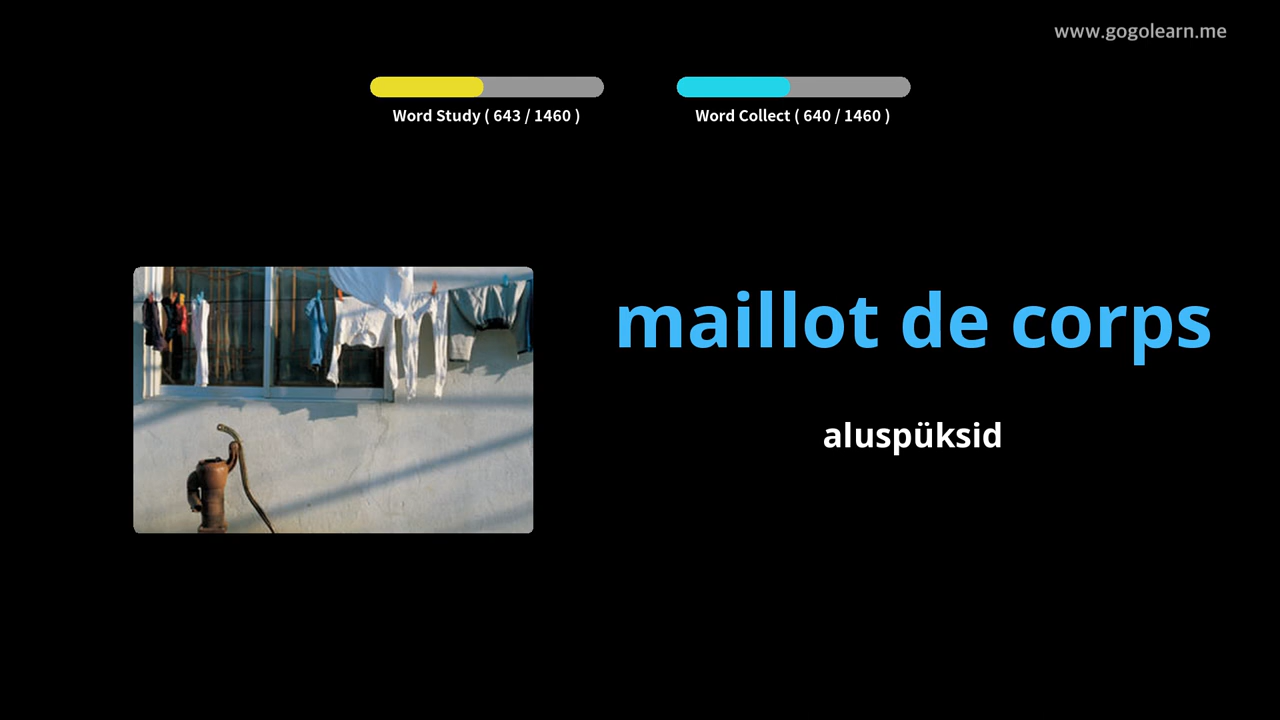 www.gogolearn.me
Word Study ( 643 / 1460 )
Word Collect ( 640 / 1460 )
maillot de corps
aluspüksid